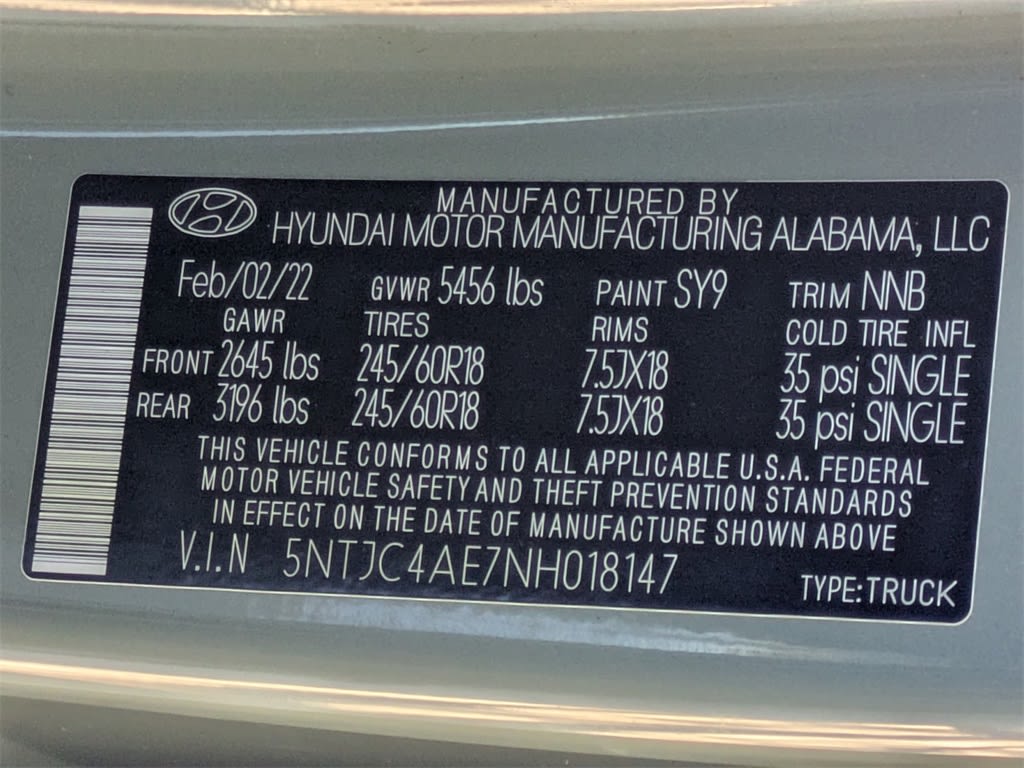 MANUFACTURED BY
HYUNDAI MOTOR MANUFACTURING ALABAMA, LLC
Feb/02/22 GVWR 5456 lbs PAINT SY9 TRIM NNB
GAWR TIRES RIMS COLD TIRE INFL
FRONT 2645 lbs 245/60R18 7.5JX18 35 psi SINGLE
REAR 3196 lbs 245/60R18 7.5JX18 35 psi SINGLE
THIS VEHICLE CONFORMS TO ALL APPLICABLE U.S.A. FEDERAL
MOTOR VEHICLE SAFETY AND THEFT PREVENTION STANDARDS
IN EFFECT ON THE DATE OF MANUFACTURE SHOWN ABOVE
V.I.N 5NTJC4AE7NH018147
TYPE:TRUCK